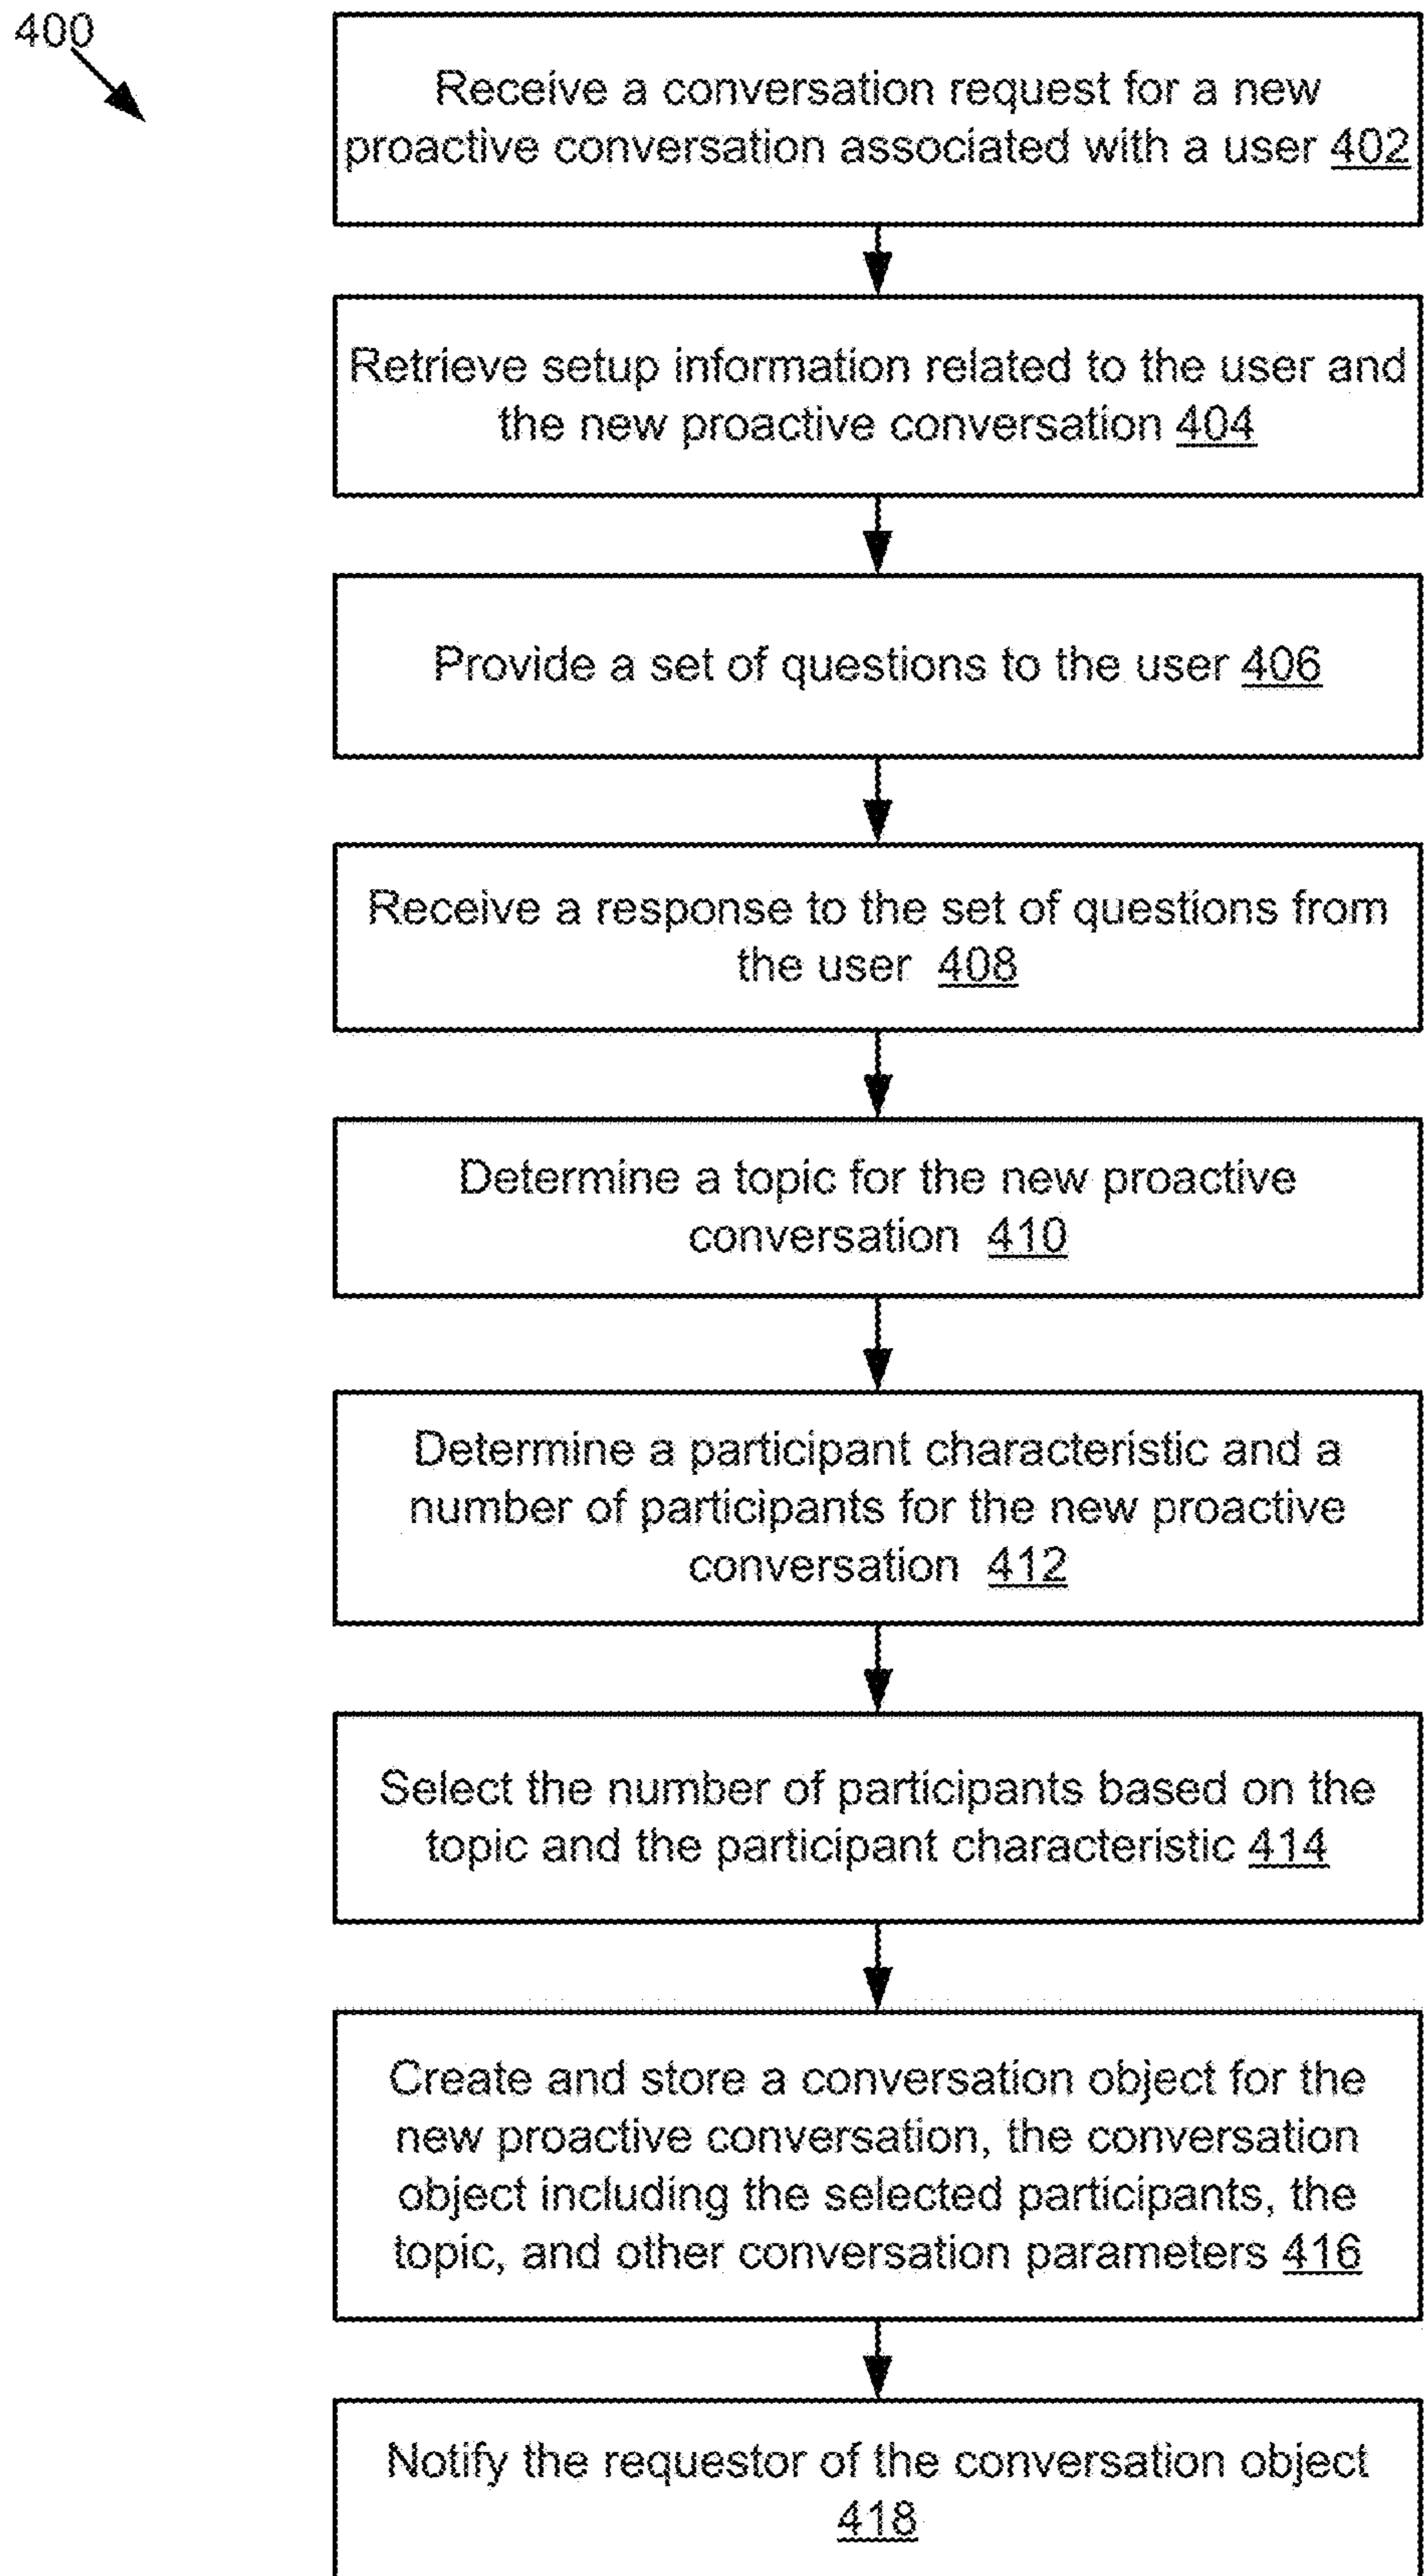 400
Receive a conversation request for a new
proactive conversation associated with a user 402
Retrieve setup information related to the user and
the new proactive conversation 404
Provide a set of questions to the user 406
Receive a response to the set of questions from
the user 408
Determine a topic for the new proactive
conversation 410
Determine a participant characteristic and a
number of participants for the new proactive
conversation 412
Select the number of participants based on the
topic and the participant characteristic 414
Create and store a conversation object for the
new proactive conversation, the conversation
object including the selected participants, the
topic, and other conversation parameters 416
Notify the requestor of the conversation object
418